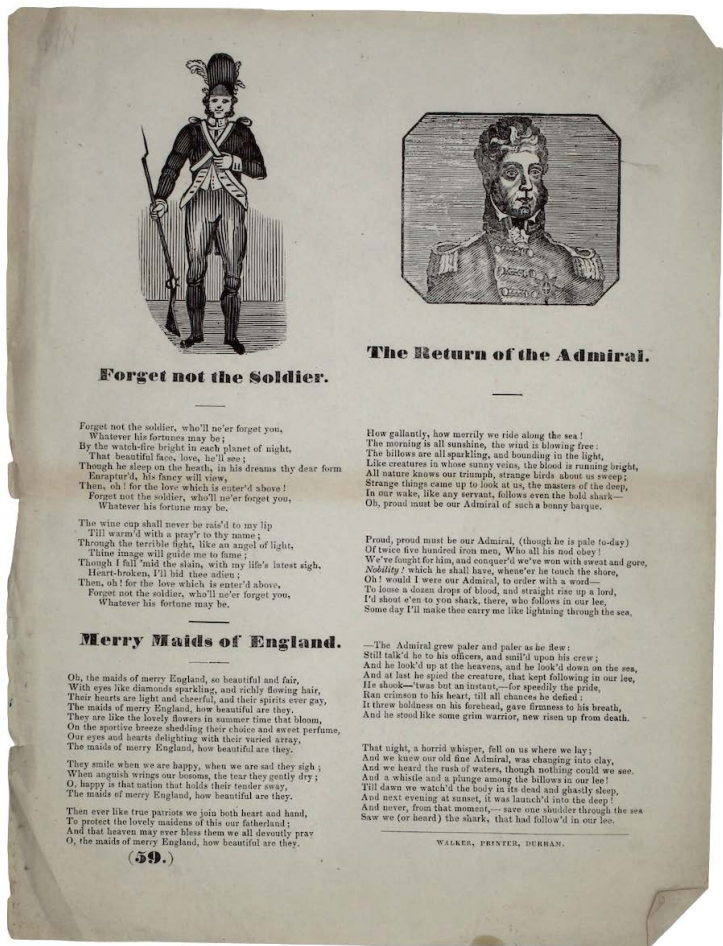 Forget not the Soldier.
Forget not the soldier, who'll ne'er forget you,
Whatever his fortunes may be;
By the watch-fire bright in each planet of night,
That beautiful face, love, he'll see;
Though he sleep on the heath, in his dreams thy dear form
Enraptur'd, his fancy will view,
Then, oh! for the love which is enter'd above!
Forget not the soldier, who'll ne'er forget you,
Whatever his fortune may be.
The wine cup shall never be rais'd to my lip
Till warm'd with a pray'r to thy name;
Through the terrible fight, like an angel of light,
Thine image will guide me to fame;
Though I fall 'mid the slain, with my life's latest sigh,
Heart-broken, I'll bid thee adieu;
Then, oh! for the love which is enter'd above,
Forget not the soldier, who'll ne'er forget you,
Whatever his fortune may be.
Merry Maids of England.
Oh, the maids of merry England, so beautiful and fair,
With eyes like diamonds sparkling, and richly flowing hair,
Their hearts are light and cheerful, and their spirits ever gay,
The maids of merry England, how beautiful are they.
They are like the lovely flowers in summer time that bloom,
On the sportive breeze shedding their choice and sweet perfume,
Our eyes and hearts delighting with their varied array,
The maids of merry England, how beautiful are they.
They smile when we are happy, when we are sad they sigh;
When anguish wrings our bosoms, the tear they gently dry;
O, happy is that nation that holds their tender sway,
The maids of merry England, how beautiful are they.
Then ever like true patriots we join both heart and hand,
To protect the lovely maidens of this our fatherland;
And that heaven may ever bless them we all devoutly pray
O, the maids of merry England, how beautiful are they.
(59.)
The Return of the Admiral.
How gallantly, how merrily we ride along the sea!
The morning is all sunshine, the wind is blowing free:
The billows are all sparkling, and bounding in the light,
Like creatures in whose sunny veins, the blood is running bright,
All nature knows our triumph, strange birds about us sweep;
Strange things came up to look at us, the masters of the deep,
In our wake, like any servant, follows even the bold shark—
Oh, proud must be our Admiral of such a bonny barque.
Proud, proud must be our Admiral, (though he is pale to-day)
Of twice five hundred iron men, Who all his nod obey!
We've fought for him, and conquer'd we've won with sweat and gore,
Nobility! which he shall have, whene'er he touch the shore,
Oh! would I were our Admiral, to order with a word—
To loose a dozen drops of blood, and straight rise up a lord,
I'd shout e'en to yon shark, there, who follows in our lee,
Some day I'll make thee carry me like lightning through the sea,
—The Admiral grew paler and paler as he flew:
Still talk'd he to his officers, and smil'd upon his crew;
And he look'd up at the heavens, and he look'd down on the sea,
And at last he spied the creature, that kept following in our lee,
He shook—'twas but an instant,—for speedily the pride,
Ran crimson to his heart, till all chances he defied:
It threw boldness on his forehead, gave firmness to his breath,
And he stood like some grim warrior, new risen up from death.
That night, a horrid whisper, fell on us where we lay;
And we knew our old fine Admiral, was changing into clay,
And we heard the rush of waters, though nothing could we see.
And a whistle and a plunge among the billows in our lee!
Till dawn we watch'd the body in its dead and ghastly sleep,
And next evening at sunset, it was launch'd into the deep!
And never, from that moment,—save one shudder through the sea
Saw we (or heard) the shark, that had follow'd in our lee.
WALKER, PRINTER, DURHAM.